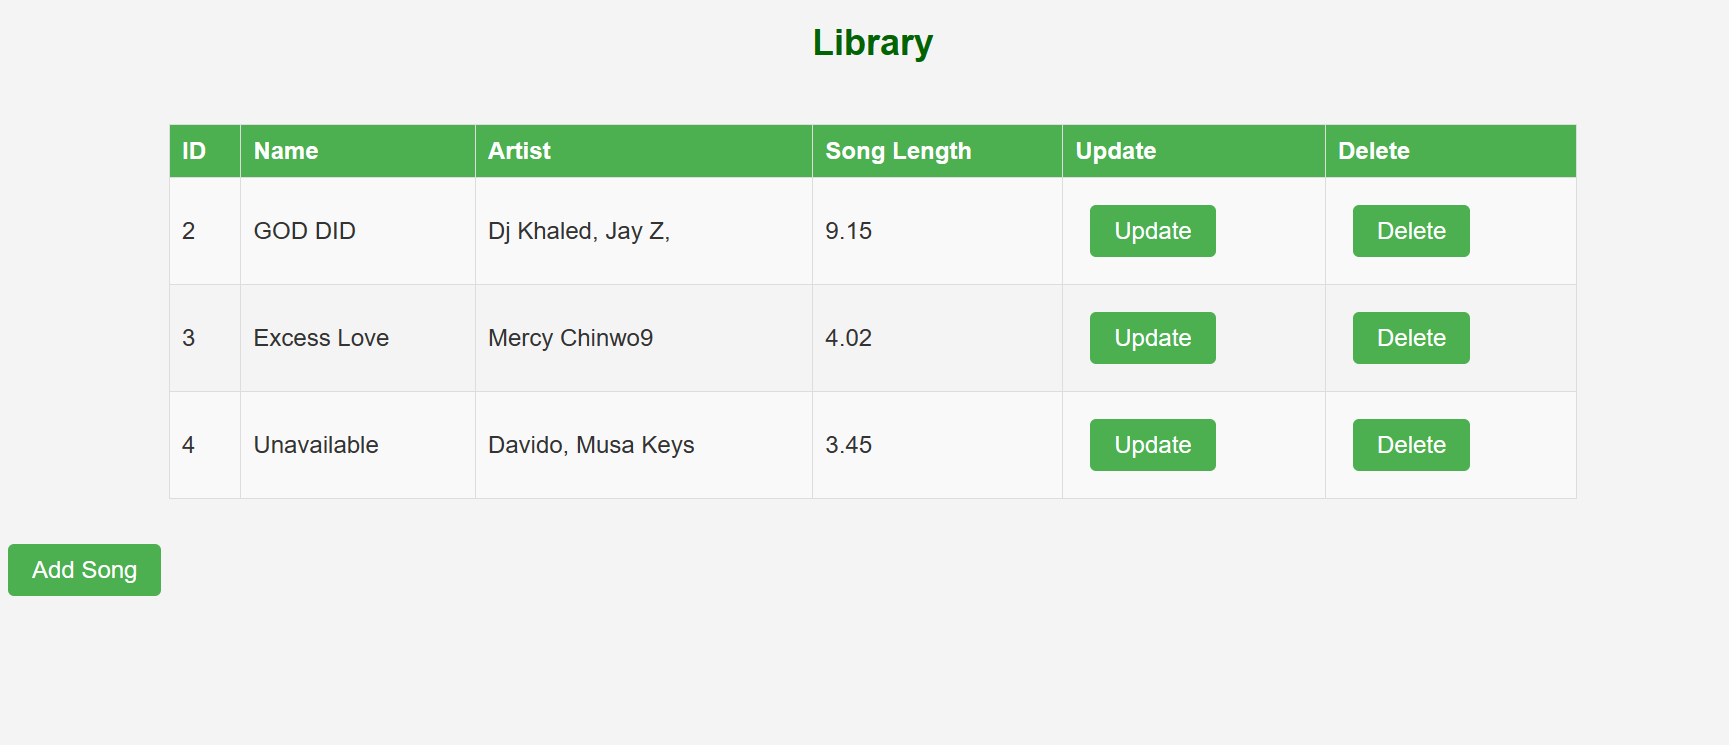 Library
ID Name Artist Song Length Update Delete
2 GOD DID Dj Khaled, Jay Z, 9.15 Update Delete
3 Excess Love Mercy Chinwo9 4.02 Update Delete
4 Unavailable Davido, Musa Keys 3.45 Update Delete
Add Song